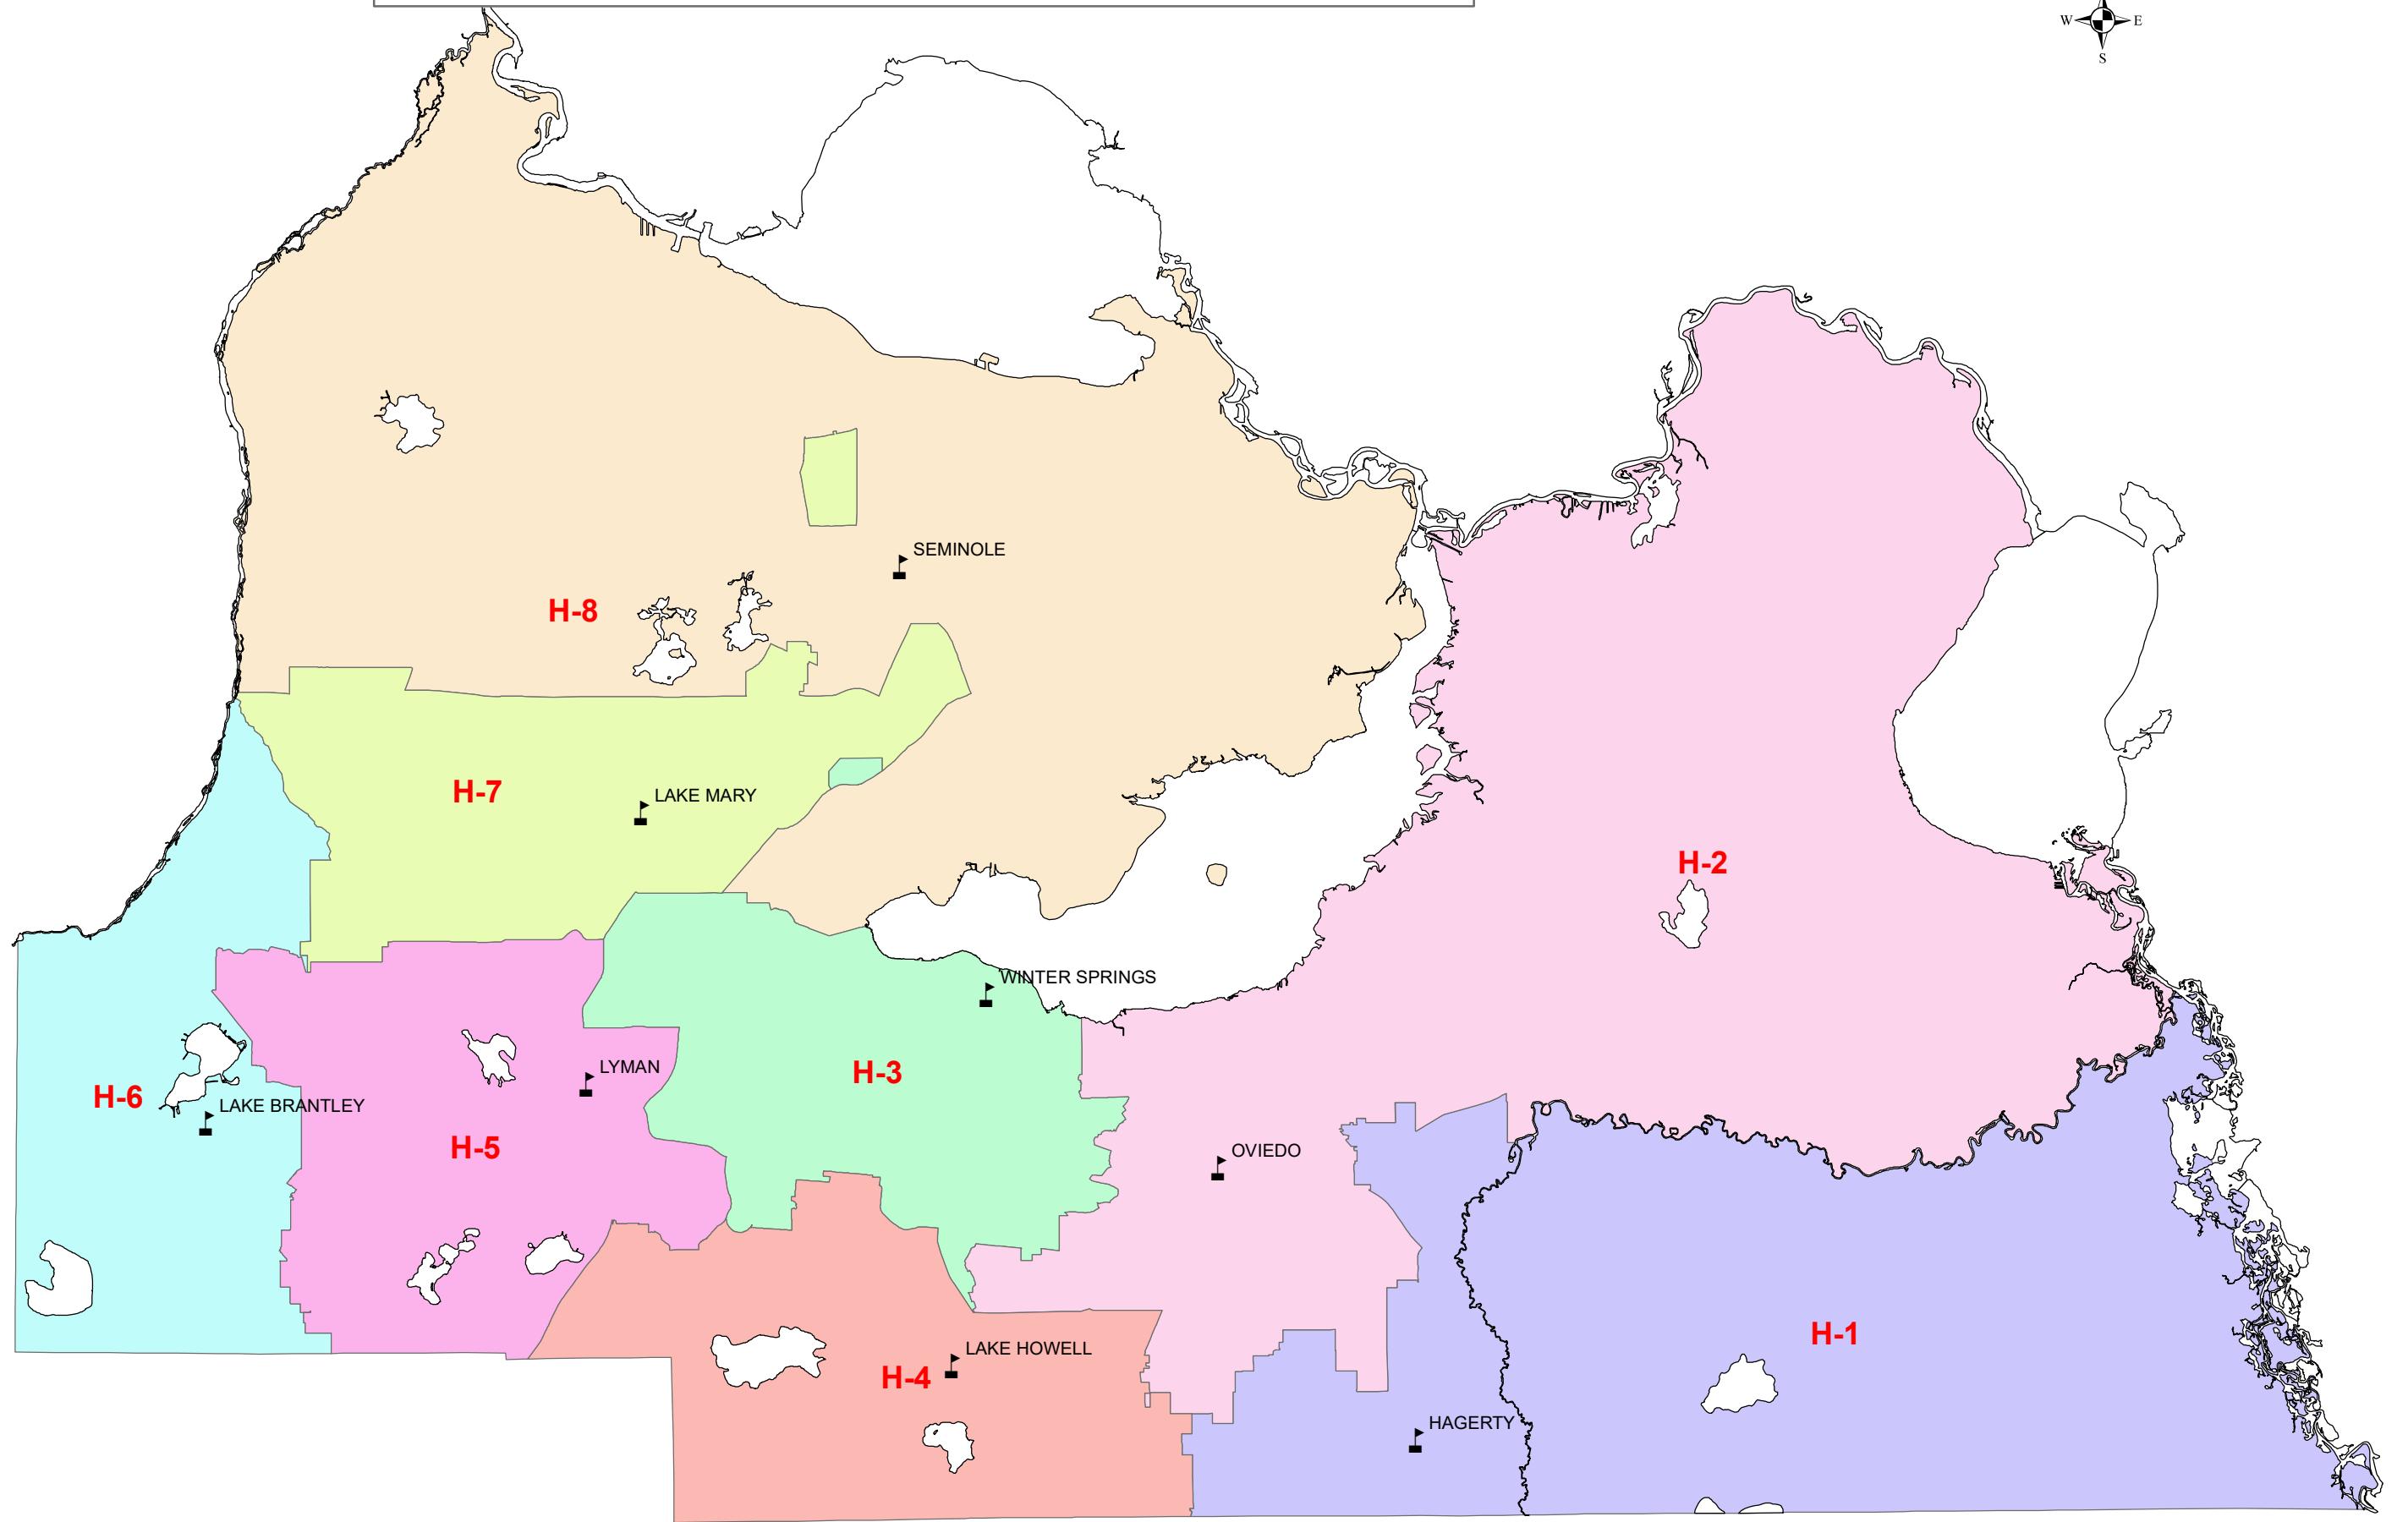 W E
S
SEMINOLE
H-8
H-7
LAKE MARY
H-2
WINTER SPRINGS
H-3
LYMAN
H-6
LAKE BRANTLEY
H-5
OVIEDO
H-1
LAKE HOWELL
H-4
HAGERTY